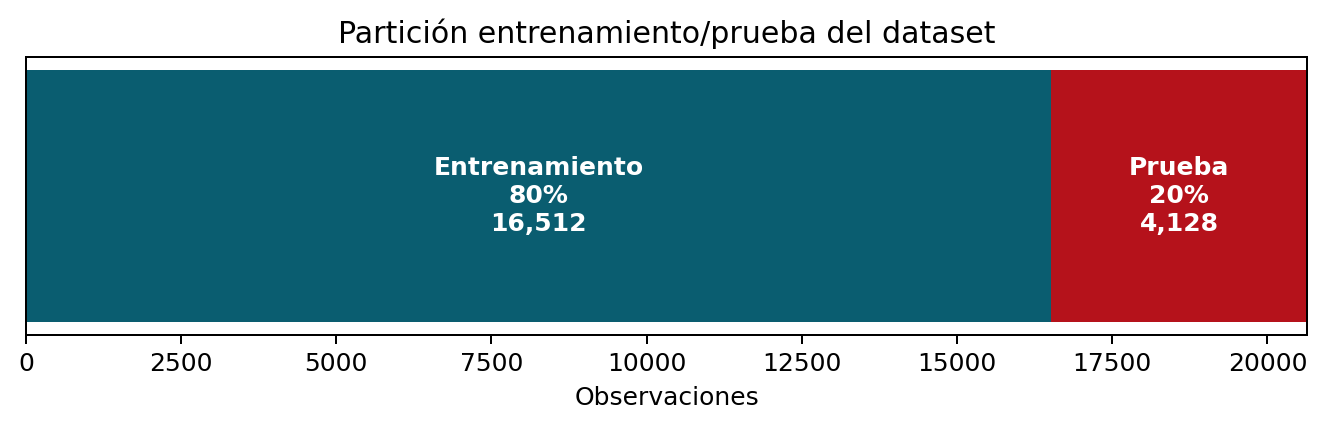 Partición entrenamiento/prueba del dataset
Entrenamiento
80%
16,512
Prueba
20%
4,128
0 2500 5000 7500 10000 12500 15000 17500 20000
Observaciones